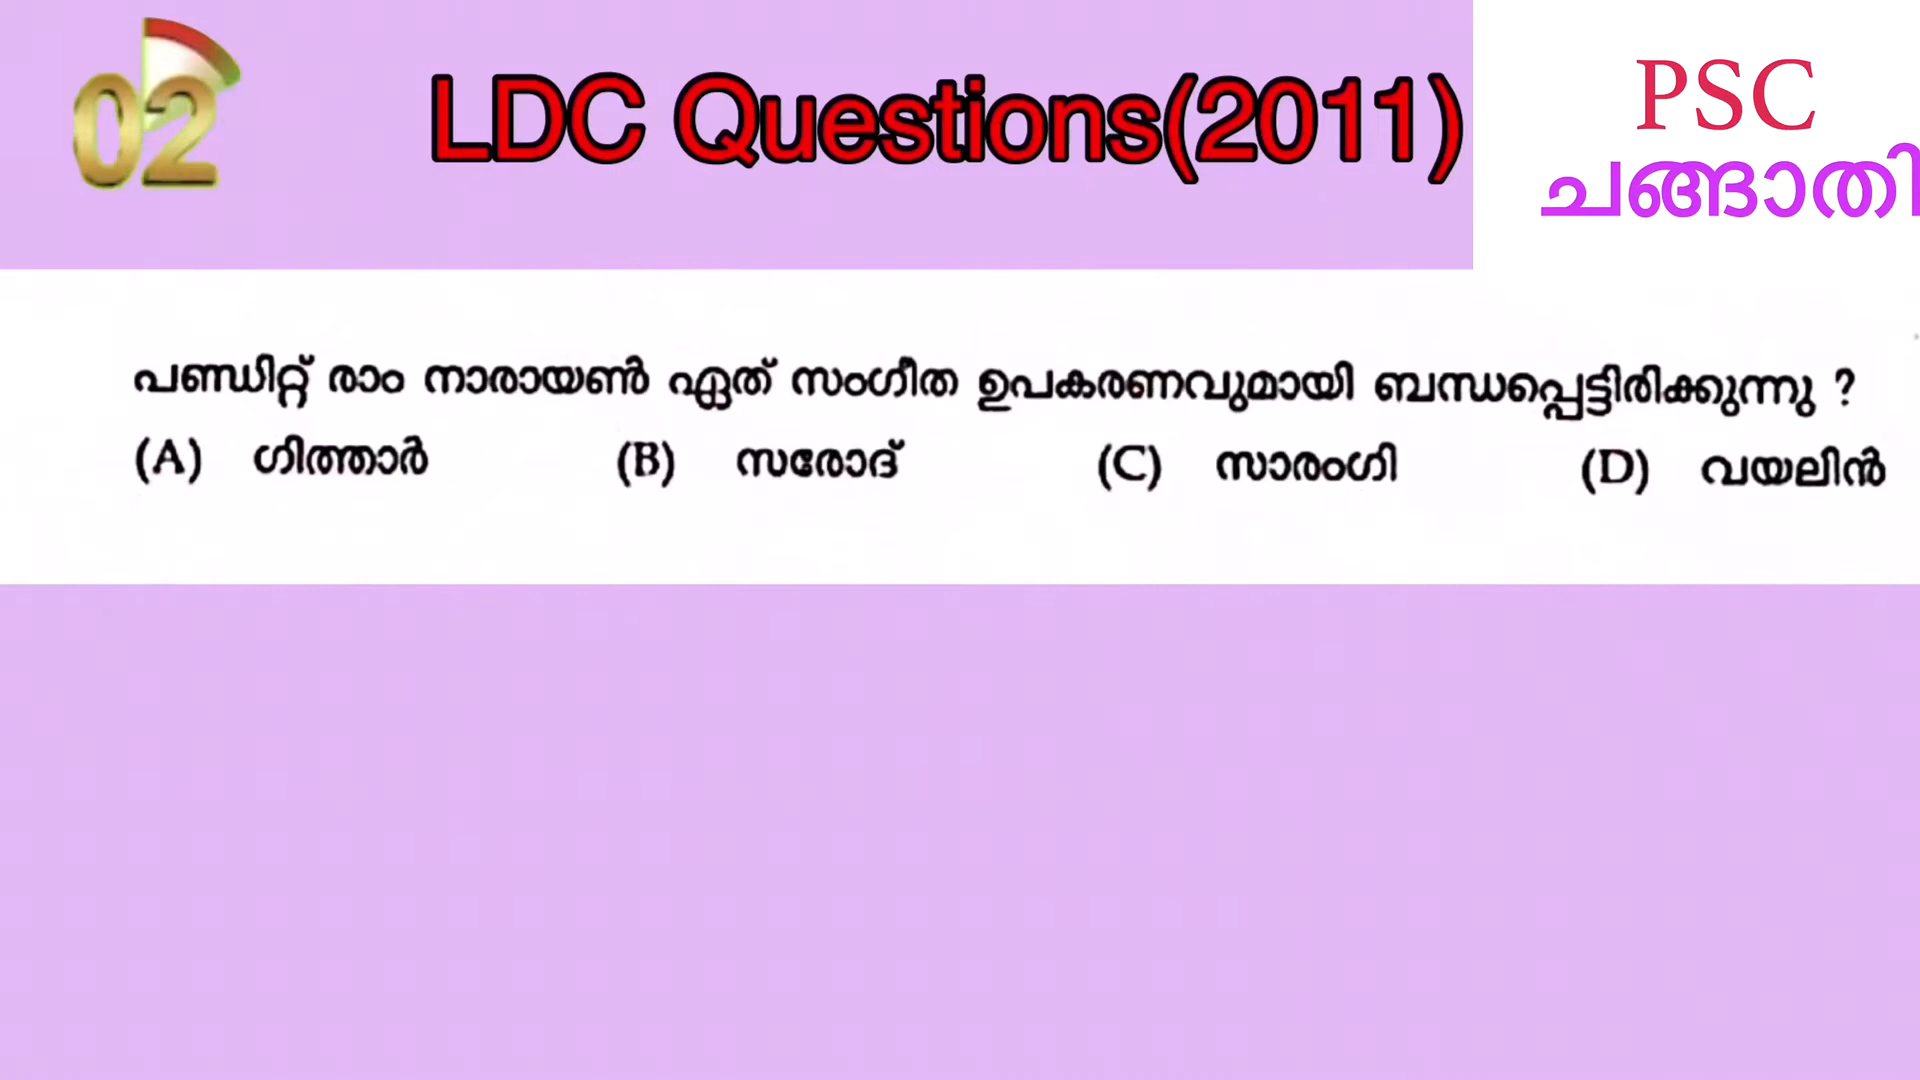 02
LDC Questions(2011)
PSC
ചങ്ങാതി
പണ്ഡിറ്റ് രാം നാരായൺ ഏത് സംഗീത ഉപകരണവുമായി ബന്ധപ്പെട്ടിരിക്കുന്നു ?
(A) ഗിത്താർ (B) സരോദ് (C) സാരംഗി (D) വയലിൻ